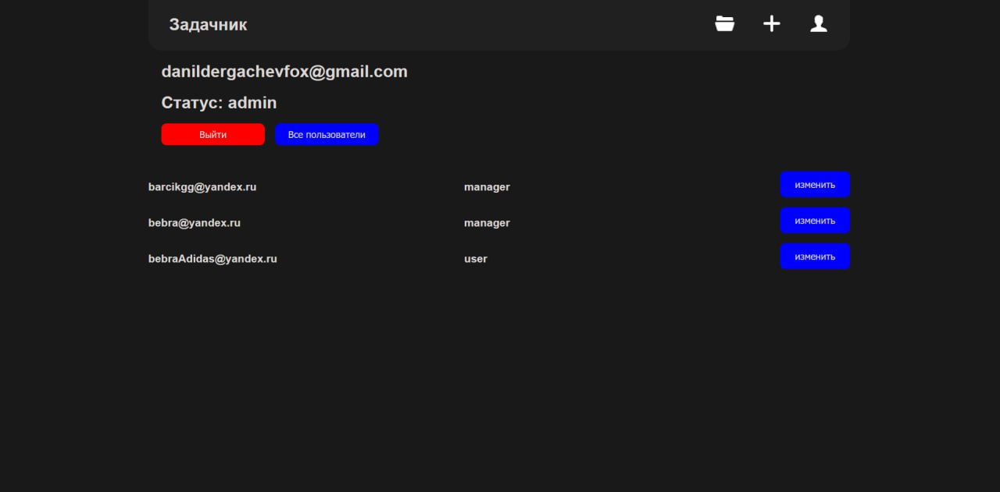 Задачник
danildergachevfox@gmail.com
Статус: admin
Выйти Все пользователи
barcikgg@yandex.ru manager изменить
bebra@yandex.ru manager изменить
bebraAdidas@yandex.ru user изменить